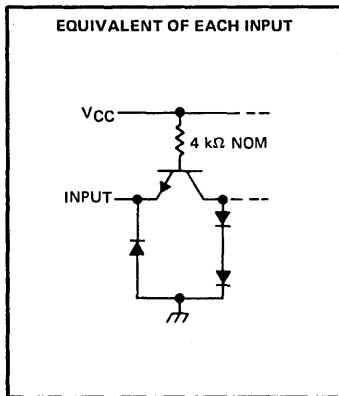 EQUIVALENT OF EACH INPUT
VCC
4 kΩ NOM
INPUT